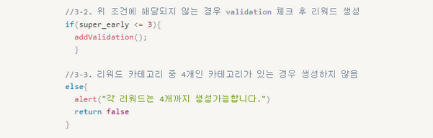 //3-2. 위 조건에 해당되지 않는 경우 validation 체크 후 리워드 생성
if(super_early <= 3){
addValidation();
}
//3-3. 리워드 카테고리 중 4개인 카테고리가 있는 경우 생성하지 않음
else{
alert("각 리워드는 4개까지 생성가능합니다.")
return false
}